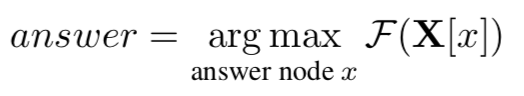 answer = arg max F(X[x])
answer node x